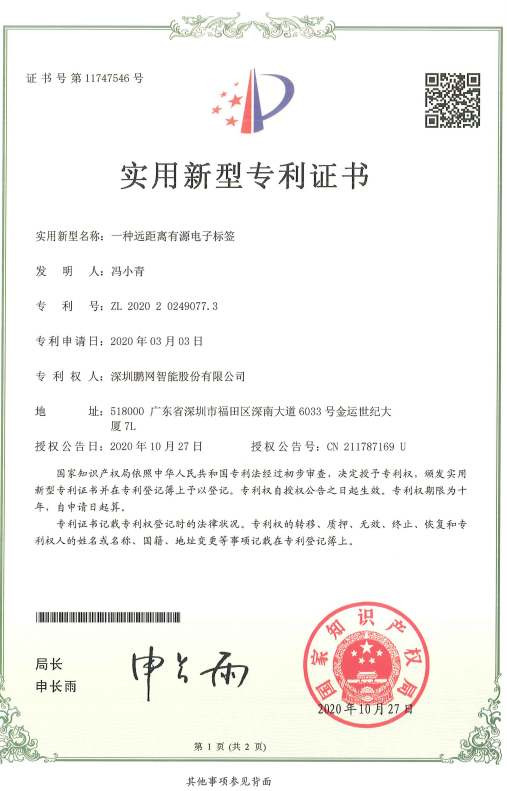 证书号第11747546号
实用新型专利证书
实用新型名称：一种远距离有源电子标签
发 明 人：冯小青
专 利 号：ZL 2020 2 0249077.3
专利申请日：2020年03月03日
专 利 权 人：深圳鹏网智能股份有限公司
地 址：518000 广东省深圳市福田区深南大道6033号金运世纪大
厦7L
授权公告日：2020年10月27日 授权公告号：CN 211787169 U
国家知识产权局依照中华人民共和国专利法经过初步审查，决定授予专利权，颁发实用
新型专利证书并在专利登记簿上予以登记。专利权自授权公告之日起生效。专利权期限为十
年，自申请日起算。
专利证书记载专利权登记时的法律状况。专利权的转移、质押、无效、终止、恢复和专
利权人的姓名或名称、国籍、地址变更等事项记载在专利登记簿上。
局长
申长雨
申长雨
国家知识产权局
2020年10月27日
第 1 页 (共 2 页)
其他事项参见背面